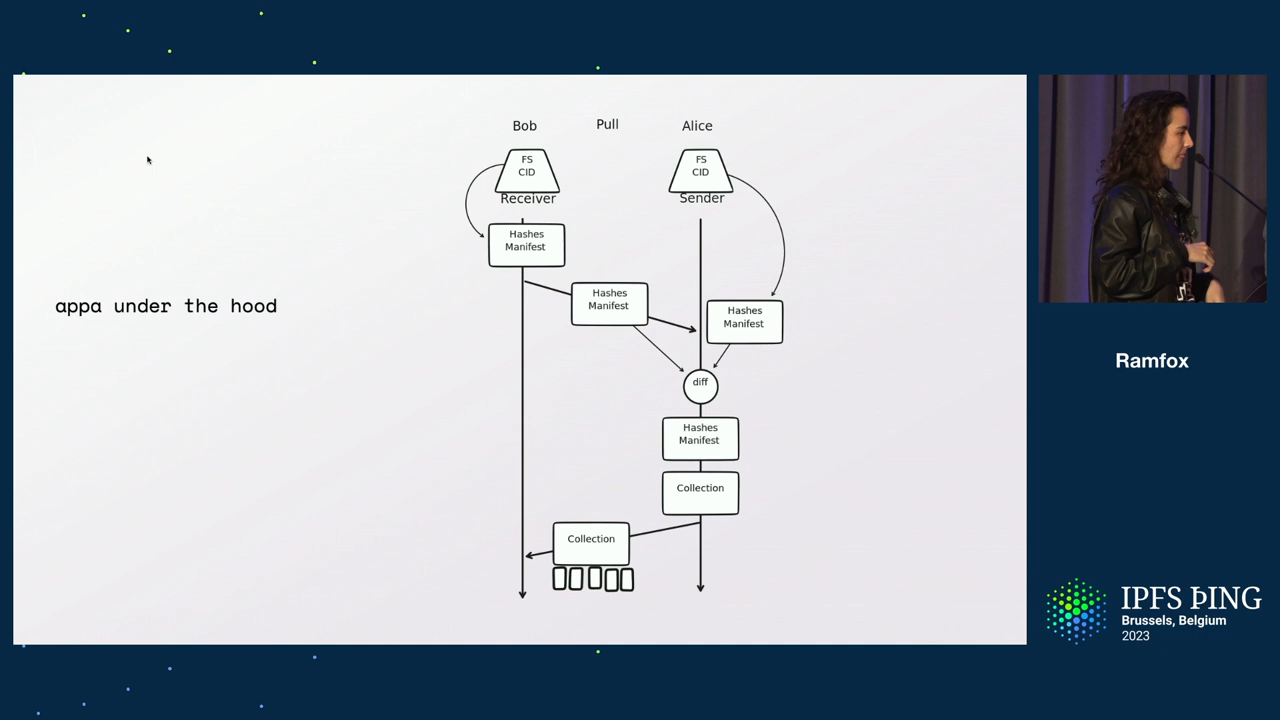 appa under the hood
Bob
Pull
Alice
FS
CID
Receiver
FS
CID
Sender
Hashes
Manifest
Hashes
Manifest
Hashes
Manifest
diff
Hashes
Manifest
Collection
Collection
Ramfox
IPFS ÞING
Brussels, Belgium
2023